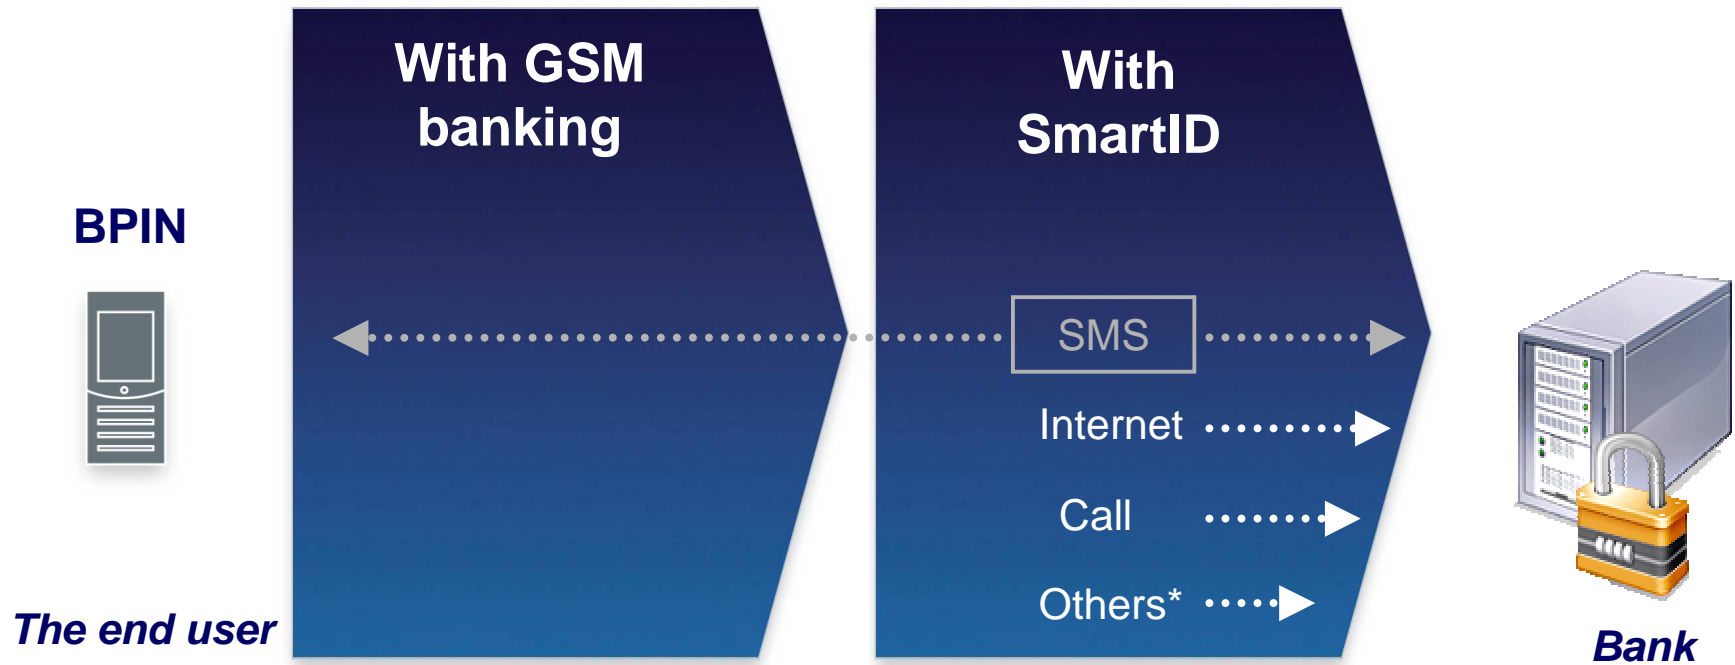 With GSM
banking
With
SmartID
BPIN
SMS
Internet
Call
Others*
The end user
Bank